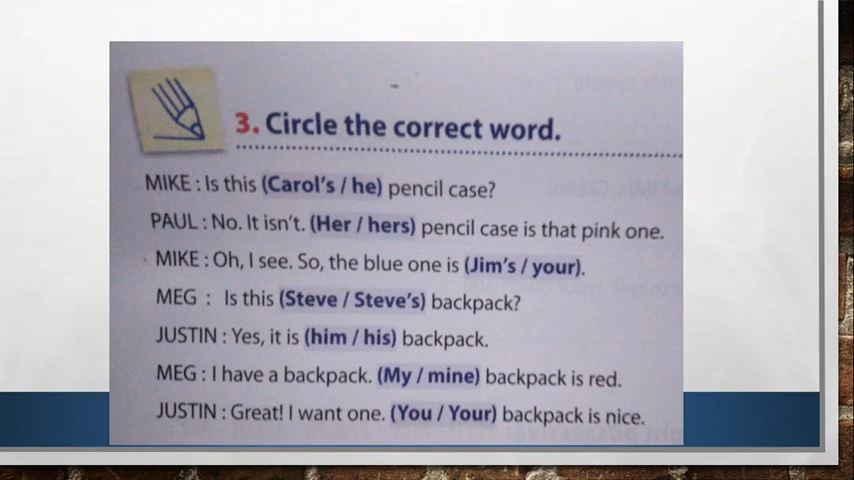 3. Circle the correct word.
MIKE : Is this (Carol's / he) pencil case?
PAUL : No. It isn't. (Her / hers) pencil case is that pink one.
MIKE : Oh, I see. So, the blue one is (Jim's / your).
MEG : Is this (Steve / Steve's) backpack?
JUSTIN : Yes, it is (him / his) backpack.
MEG : I have a backpack. (My / mine) backpack is red.
JUSTIN : Great! I want one. (You / Your) backpack is nice.